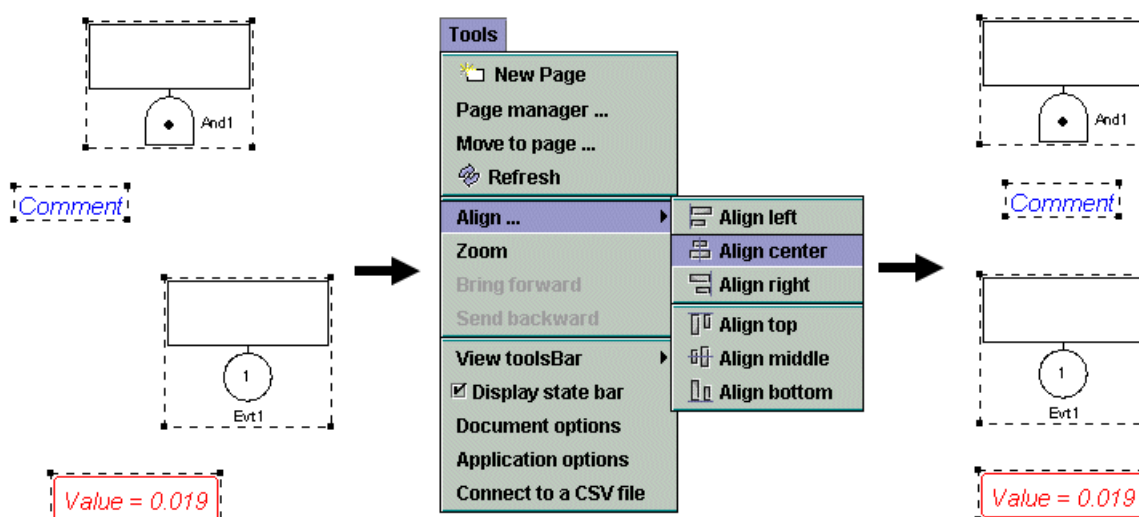 And1
Comment
1
Evt1
Value = 0.019
Tools
New Page
Page manager ...
Move to page ...
Refresh
Align ...
Zoom
Bring forward
Send backward
View toolsBar
Display state bar
Document options
Application options
Connect to a CSV file
Align left
Align center
Align right
Align top
Align middle
Align bottom
And1
Comment
1
Evt1
Value = 0.019